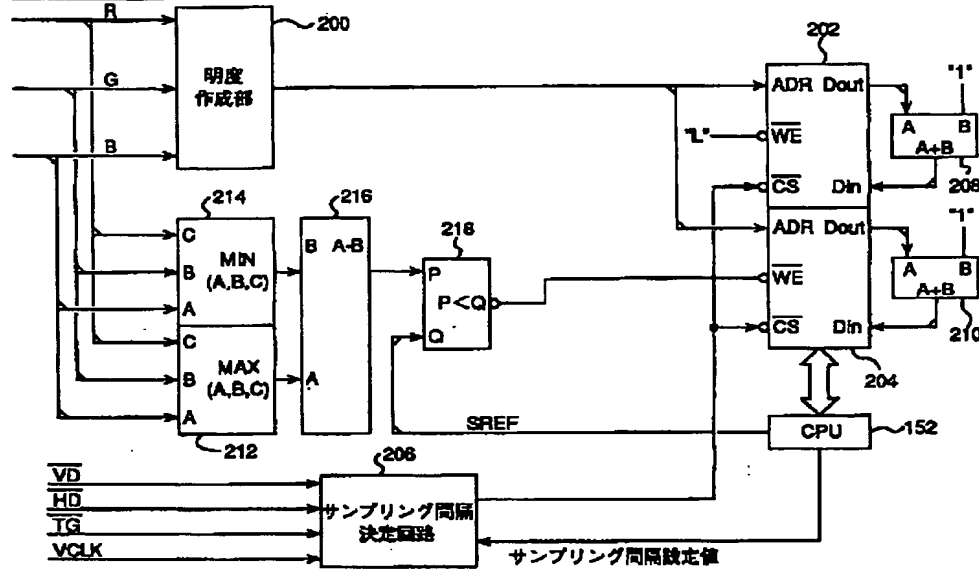 R
200
明度
作成部
G
B
202
ADR Dout
"1"
A B
A+B
208
"L"
WE
CS Din
214
C
B
A
MIN
(A,B,C)
216
B A-B
A
218
P
P<Q
Q
ADR Dout
"1"
A B
A+B
210
WE
CS Din
204
C
B
A
MAX
(A,B,C)
212
SREF
CPU
152
206
VD
HD
TG
VCLK
サンプリング間隔
決定回路
サンプリング間隔設定値